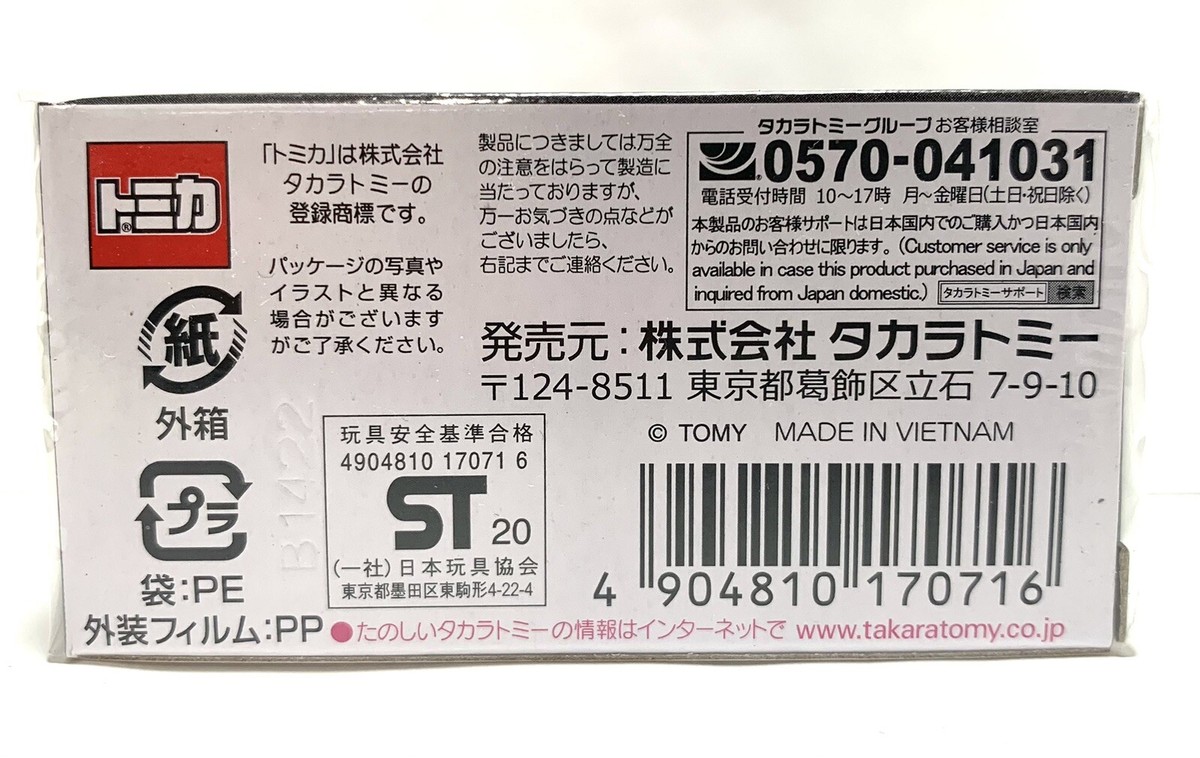 トミカ®
「トミカ」は株式会社
タカラトミーの
登録商標です。
パッケージの写真や
イラストと異なる
場合がございます
がご了承ください。
紙
外箱
プラ
袋:PE
外装フィルム:PP
製品につきましては万全
の注意をはらって製造に
当たっておりますが、
万一お気づきの点などが
ございましたら、
右記までご連絡ください。
タカラトミーグループ お客様相談室
0570-041031
電話受付時間 10〜17時 月〜金曜日(土日・祝日除く)
本製品のお客様サポートは日本国内でのご購入かつ日本国内
からのお問い合わせに限ります。(Customer service is only
available in case this product purchased in Japan and
inquired from Japan domestic.) タカラトミーサポート 検索
発売元:株式会社 タカラトミー
〒124-8511 東京都葛飾区立石 7-9-10
© TOMY MADE IN VIETNAM
B1422
玩具安全基準合格
4904810 17071 6
ST 20
(一社)日本玩具協会
東京都墨田区東駒形4-22-4
4 904810 170716
●たのしいタカラトミーの情報はインターネットで www.takaratomy.co.jp